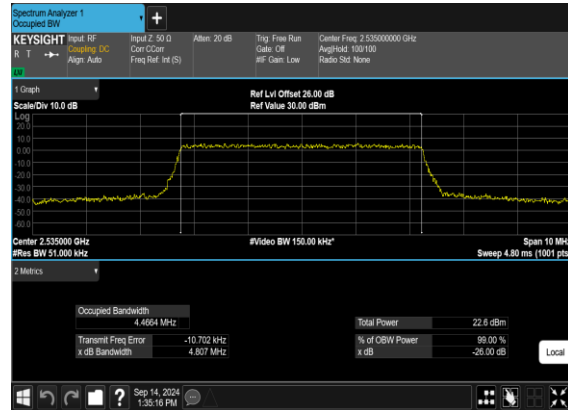 Spectrum Analyzer 1
Occupied BW
KEYSIGHT Input: RF Input Z: 50 Ω Atten: 20 dB Trig: Free Run Center Freq: 2.535000000 GHz
R T Coupling: DC Corr CCorr Gate: Off Avg|Hold: 100/100
Align: Auto Freq Ref: Int (S) #IF Gain: Low Radio Std: None
LU
1 Graph
Ref Lvl Offset 26.00 dB
Scale/Div 10.0 dB Ref Value 30.00 dBm
Log
20.0
10.0
0.00
-10.0
-20.0
-30.0
-40.0
-50.0
-60.0
Center 2.535000 GHz #Video BW 150.00 kHz* Span 10 MHz
#Res BW 51.000 kHz Sweep 4.80 ms (1001 pts
2 Metrics
Occupied Bandwidth
4.4664 MHz Total Power 22.6 dBm
Transmit Freq Error -10.702 kHz % of OBW Power 99.00 %
x dB Bandwidth 4.807 MHz x dB -26.00 dB
Local
? Sep 14, 2024
1:35:16 PM